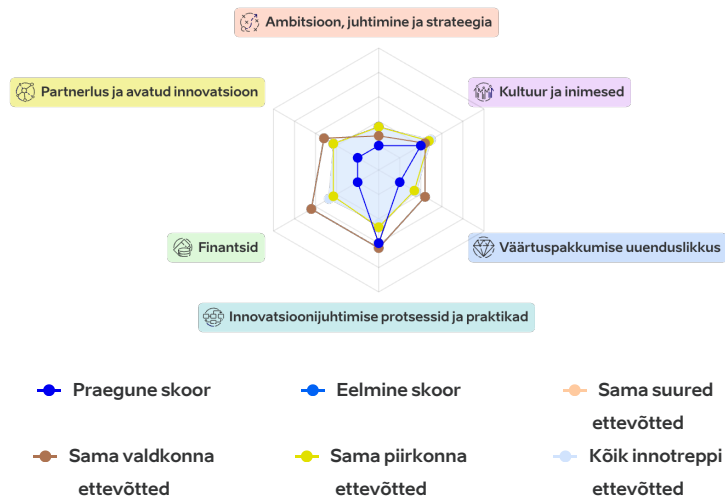 Ambitsioon, juhtimine ja strateegia
Partnerlus ja avatud innovatsioon
Kultuur ja inimesed
Finantsid
Väärtuspakkumise uuenduslikkus
Innovatsioonijuhtimise protsessid ja praktikad
Praegune skoor
Eelmine skoor
Sama suured
ettevõtted
Sama valdkonna
ettevõtted
Sama piirkonna
ettevõtted
Kõik innotreppi
ettevõtted